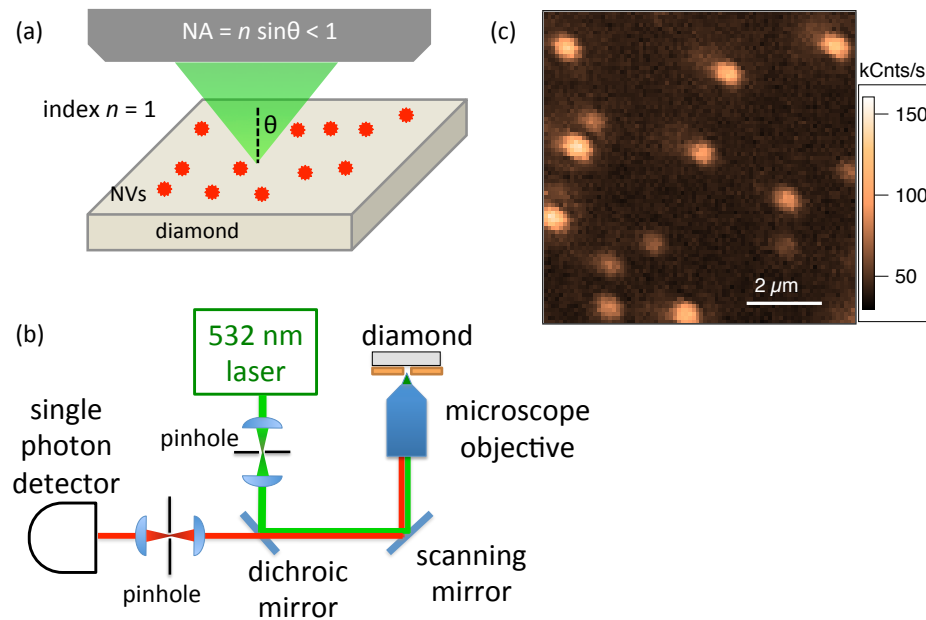 (a)
NA = n sinθ < 1
index n = 1
θ
NVs
diamond
(b)
532 nm
laser
pinhole
single
photon
detector
pinhole
dichroic
mirror
diamond
microscope
objective
scanning
mirror
(c)
kCnts/s
150
100
50
2 µm